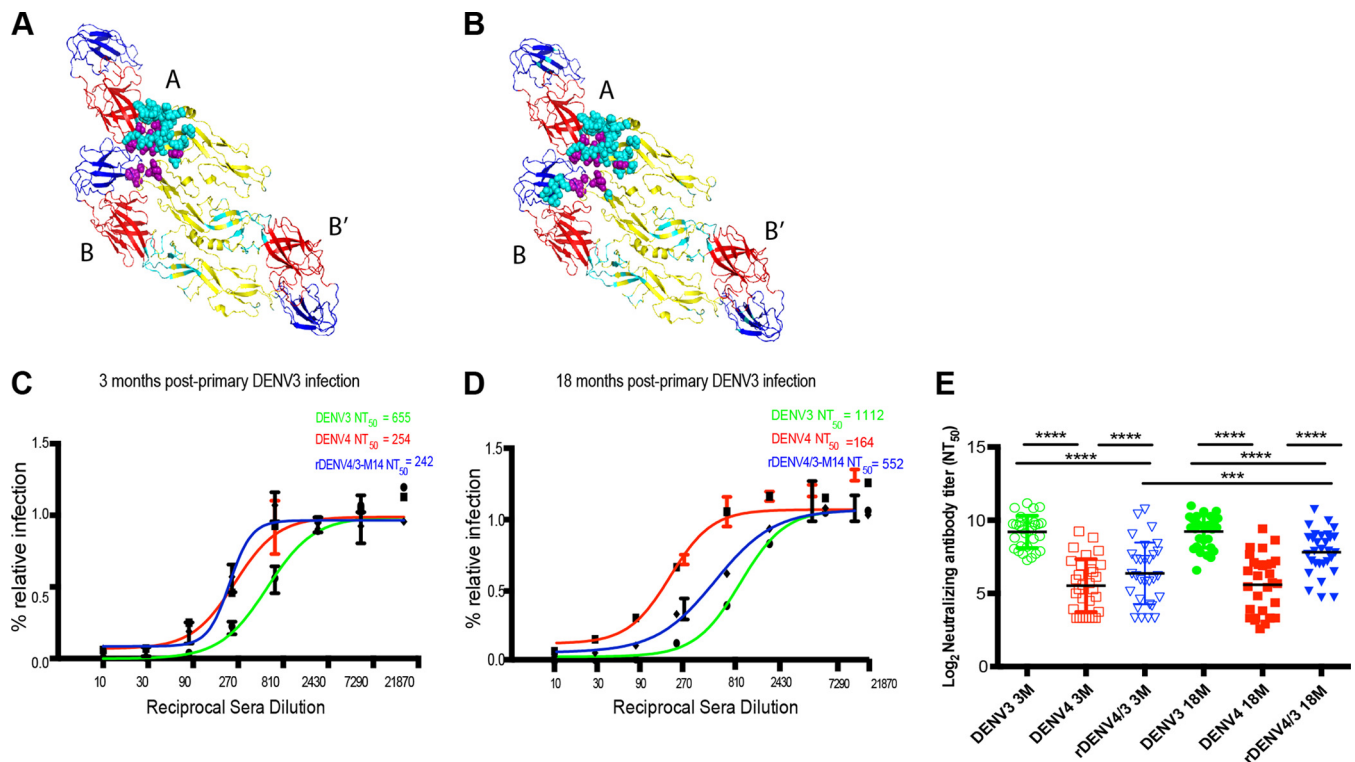 A
B
A
A
B
B'
B
B'
C
3 months post-primary DENV3 infection
DENV3 NT50 = 655
DENV4 NT50 = 254
rDENV4/3-M14 NT50 = 242
% relative infection
1.5
1.0
0.5
0.0
10 30 90 270 810 2430 7290 21870
Reciprocal Sera Dilution
D
18 months post-primary DENV3 infection
DENV3 NT50 = 1112
DENV4 NT50 =164
rDENV4/3-M14 NT50 = 552
% relative infection
1.5
1.0
0.5
0.0
10 30 90 270 810 2430 7290 21870
Reciprocal Sera Dilution
E
Log2 Neutralizing antibody titer (NT50)
15
10
5
0
**** **** **** ****
**** ****
***
DENV3 3M
DENV4 3M
rDENV4/3 3M
DENV3 18M
DENV4 18M
rDENV4/3 18M